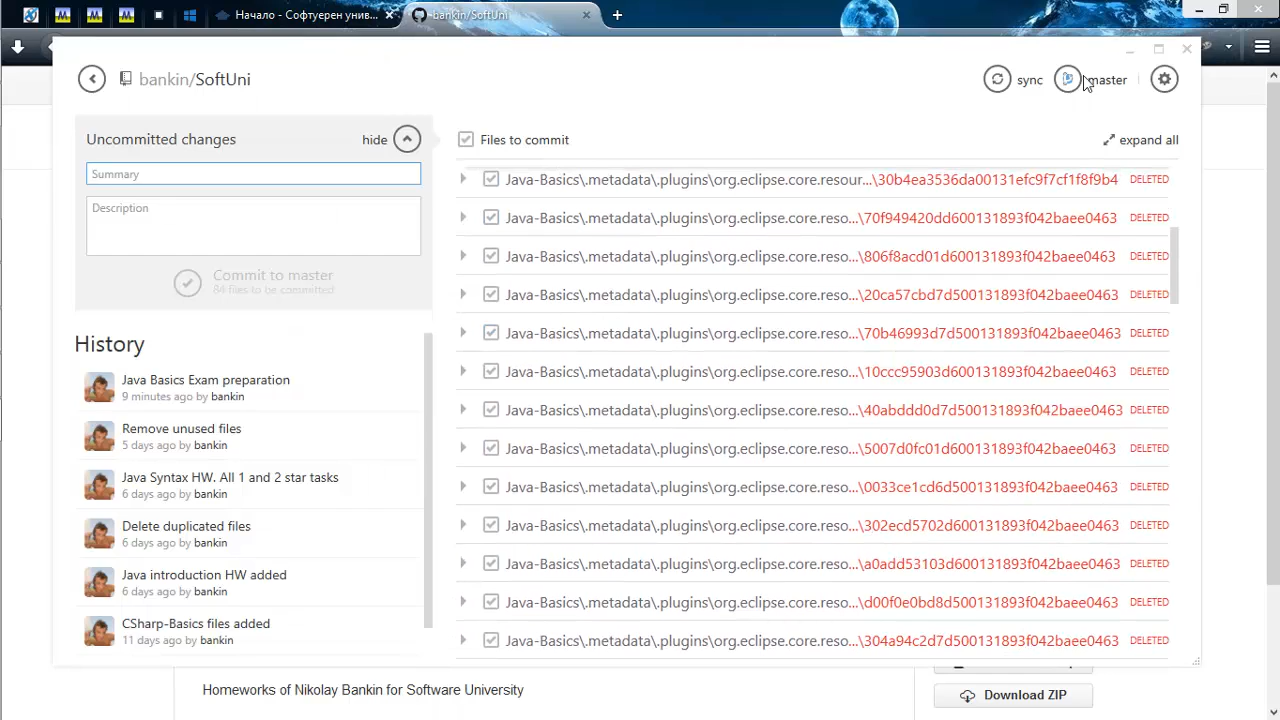 Начало - Софтуерен унив...
bankin/SoftUni
bankin/SoftUni
sync
master
Uncommitted changes
hide
Summary
Description
Commit to master
84 files to be committed
Files to commit
expand all
Java-Basics\.metadata\.plugins\org.eclipse.core.resour...\30b4ea3536da00131efc9f7cf1f8f9b4 DELETED
Java-Basics\.metadata\.plugins\org.eclipse.core.reso...\70f949420dd600131893f042baee0463 DELETED
Java-Basics\.metadata\.plugins\org.eclipse.core.reso...\806f8acd01d600131893f042baee0463 DELETED
Java-Basics\.metadata\.plugins\org.eclipse.core.reso...\20ca57cbd7d500131893f042baee0463 DELETED
Java-Basics\.metadata\.plugins\org.eclipse.core.reso...\70b46993d7d500131893f042baee0463 DELETED
Java-Basics\.metadata\.plugins\org.eclipse.core.reso...\10ccc95903d600131893f042baee0463 DELETED
Java-Basics\.metadata\.plugins\org.eclipse.core.reso...\40abddd0d7d500131893f042baee0463 DELETED
Java-Basics\.metadata\.plugins\org.eclipse.core.reso...\5007d0fc01d600131893f042baee0463 DELETED
Java-Basics\.metadata\.plugins\org.eclipse.core.reso...\0033ce1cd6d500131893f042baee0463 DELETED
Java-Basics\.metadata\.plugins\org.eclipse.core.reso...\302ecd5702d600131893f042baee0463 DELETED
Java-Basics\.metadata\.plugins\org.eclipse.core.reso...\a0add53103d600131893f042baee0463 DELETED
Java-Basics\.metadata\.plugins\org.eclipse.core.reso...\d00f0e0bd8d500131893f042baee0463 DELETED
Java-Basics\.metadata\.plugins\org.eclipse.core.reso...\304a94c2d7d500131893f042baee0463 DELETED
History
Java Basics Exam preparation
9 minutes ago by bankin
Remove unused files
5 days ago by bankin
Java Syntax HW. All 1 and 2 star tasks
6 days ago by bankin
Delete duplicated files
6 days ago by bankin
Java introduction HW added
6 days ago by bankin
CSharp-Basics files added
11 days ago by bankin
Homeworks of Nikolay Bankin for Software University
Download ZIP